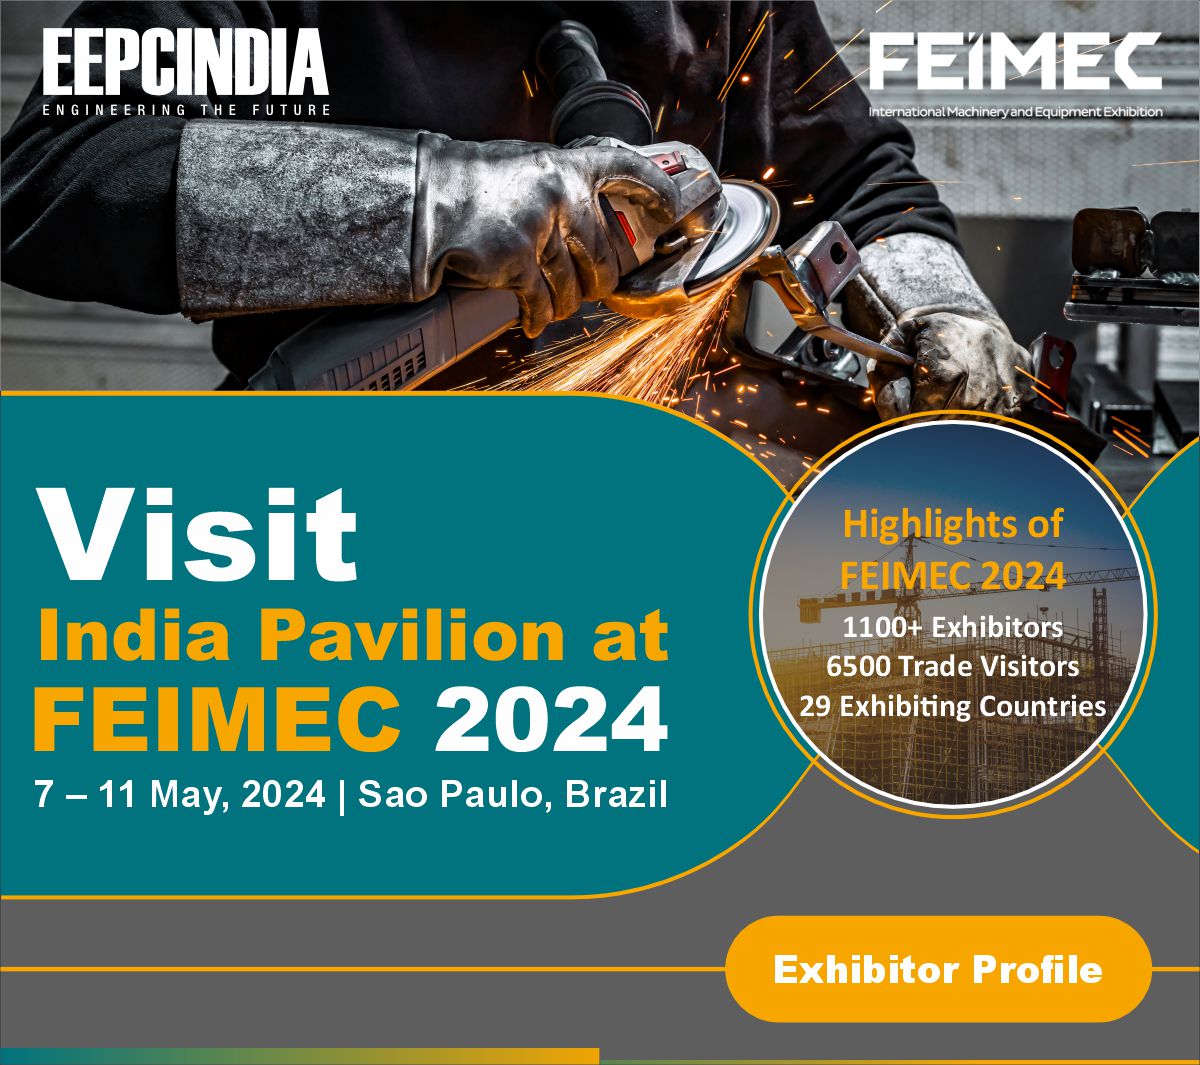 EEPCINDIA
ENGINEERING THE FUTURE
FEIMEC
International Machinery and Equipment Exhibition
Visit
India Pavilion at
FEIMEC 2024
7 – 11 May, 2024 | Sao Paulo, Brazil
Highlights of
FEIMEC 2024
1100+ Exhibitors
6500 Trade Visitors
29 Exhibiting Countries
Exhibitor Profile